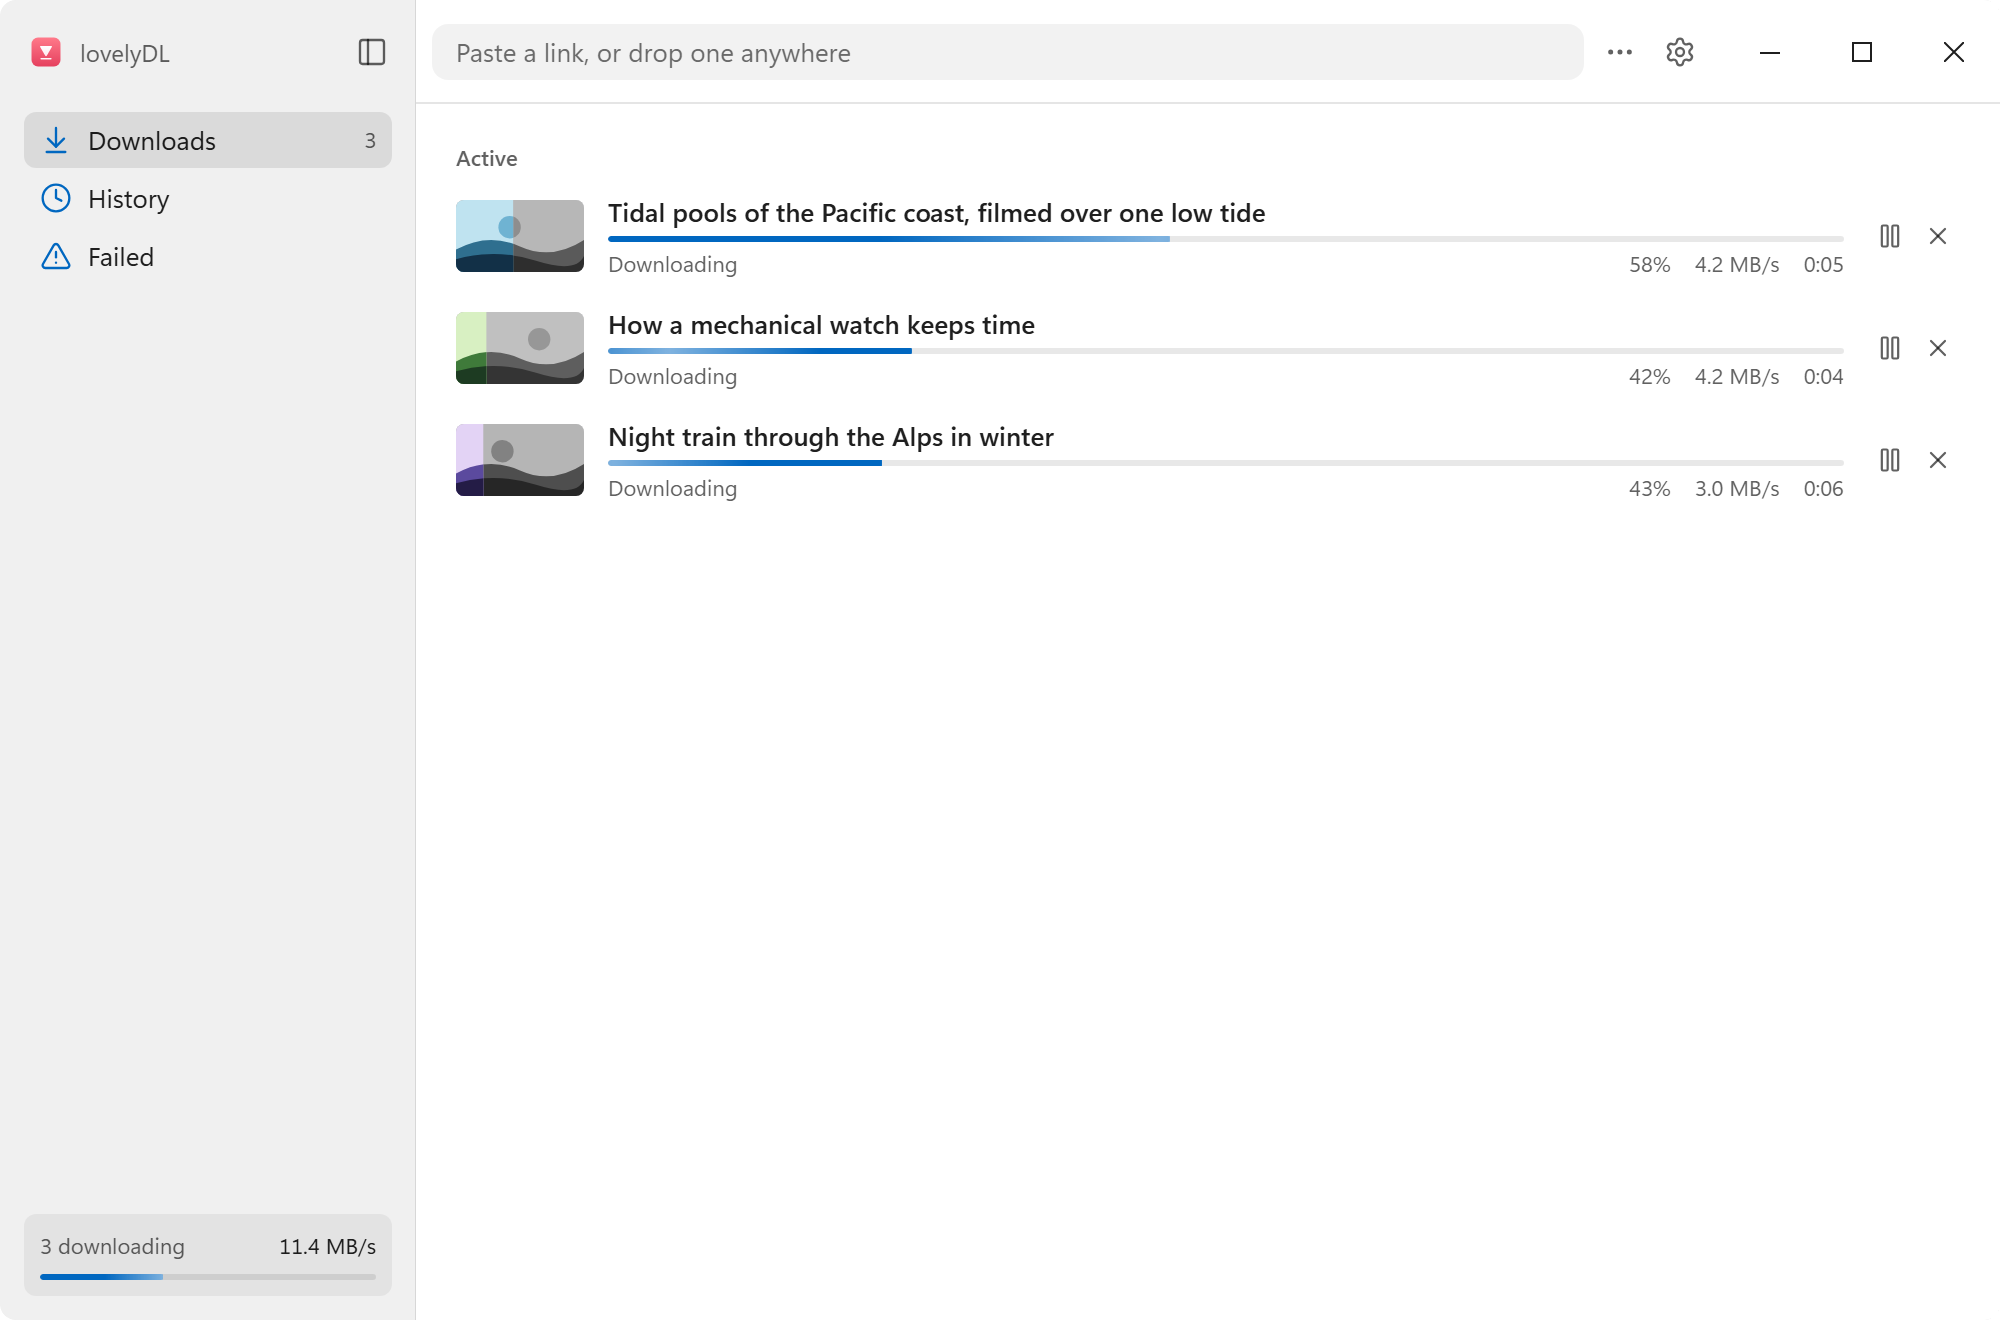 lovelyDL
Paste a link, or drop one anywhere
Downloads 3
History
Failed
Active
Tidal pools of the Pacific coast, filmed over one low tide
Downloading 58% 4.2 MB/s 0:05
How a mechanical watch keeps time
Downloading 42% 4.2 MB/s 0:04
Night train through the Alps in winter
Downloading 43% 3.0 MB/s 0:06
3 downloading 11.4 MB/s